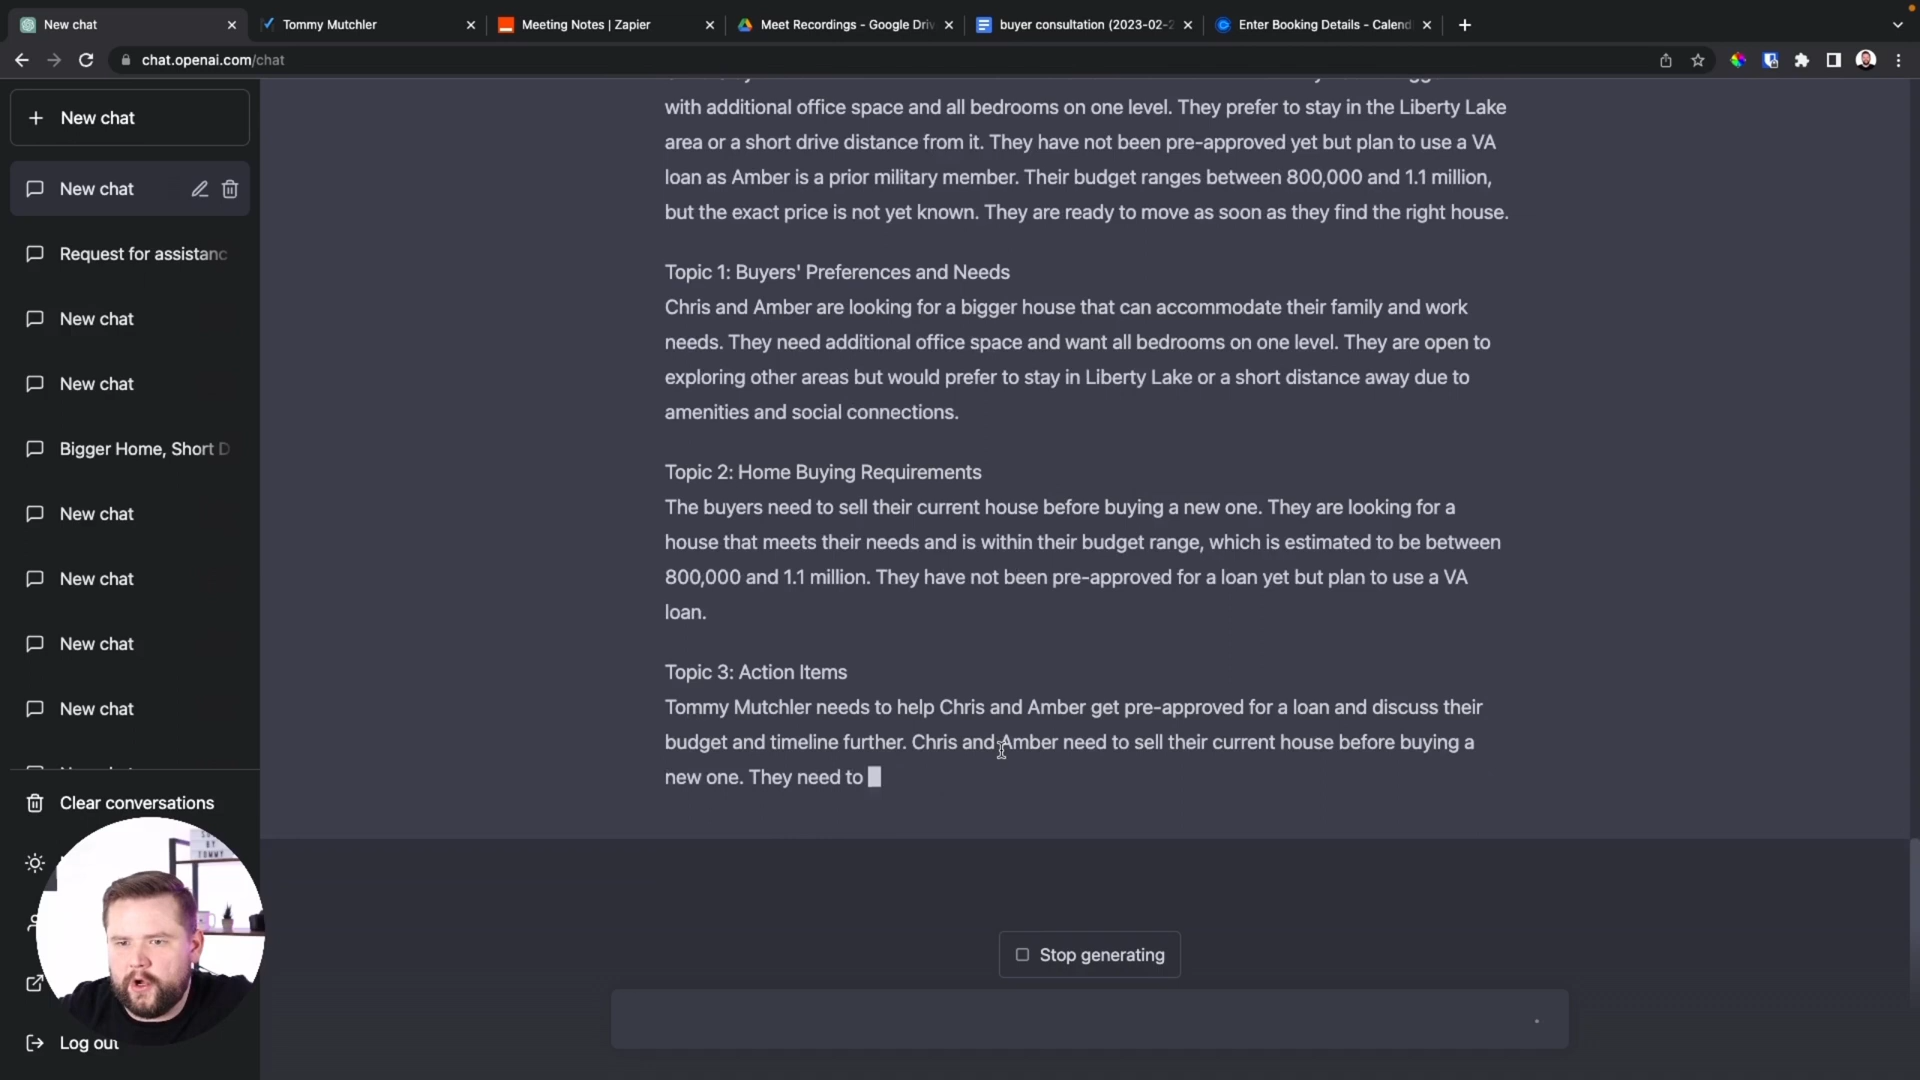 New chat
Tommy Mutchler
Meeting Notes | Zapier
Meet Recordings - Google Driv
buyer consultation (2023-02-2
Enter Booking Details - Calend
chat.openai.com/chat
New chat
New chat
Request for assistanc
New chat
New chat
Bigger Home, Short D
New chat
New chat
New chat
New chat
Clear conversations
Log out
with additional office space and all bedrooms on one level. They prefer to stay in the Liberty Lake
area or a short drive distance from it. They have not been pre-approved yet but plan to use a VA
loan as Amber is a prior military member. Their budget ranges between 800,000 and 1.1 million,
but the exact price is not yet known. They are ready to move as soon as they find the right house.
Topic 1: Buyers' Preferences and Needs
Chris and Amber are looking for a bigger house that can accommodate their family and work
needs. They need additional office space and want all bedrooms on one level. They are open to
exploring other areas but would prefer to stay in Liberty Lake or a short distance away due to
amenities and social connections.
Topic 2: Home Buying Requirements
The buyers need to sell their current house before buying a new one. They are looking for a
house that meets their needs and is within their budget range, which is estimated to be between
800,000 and 1.1 million. They have not been pre-approved for a loan yet but plan to use a VA
loan.
Topic 3: Action Items
Tommy Mutchler needs to help Chris and Amber get pre-approved for a loan and discuss their
budget and timeline further. Chris and Amber need to sell their current house before buying a
new one. They need to
Stop generating
BY
TOMMY